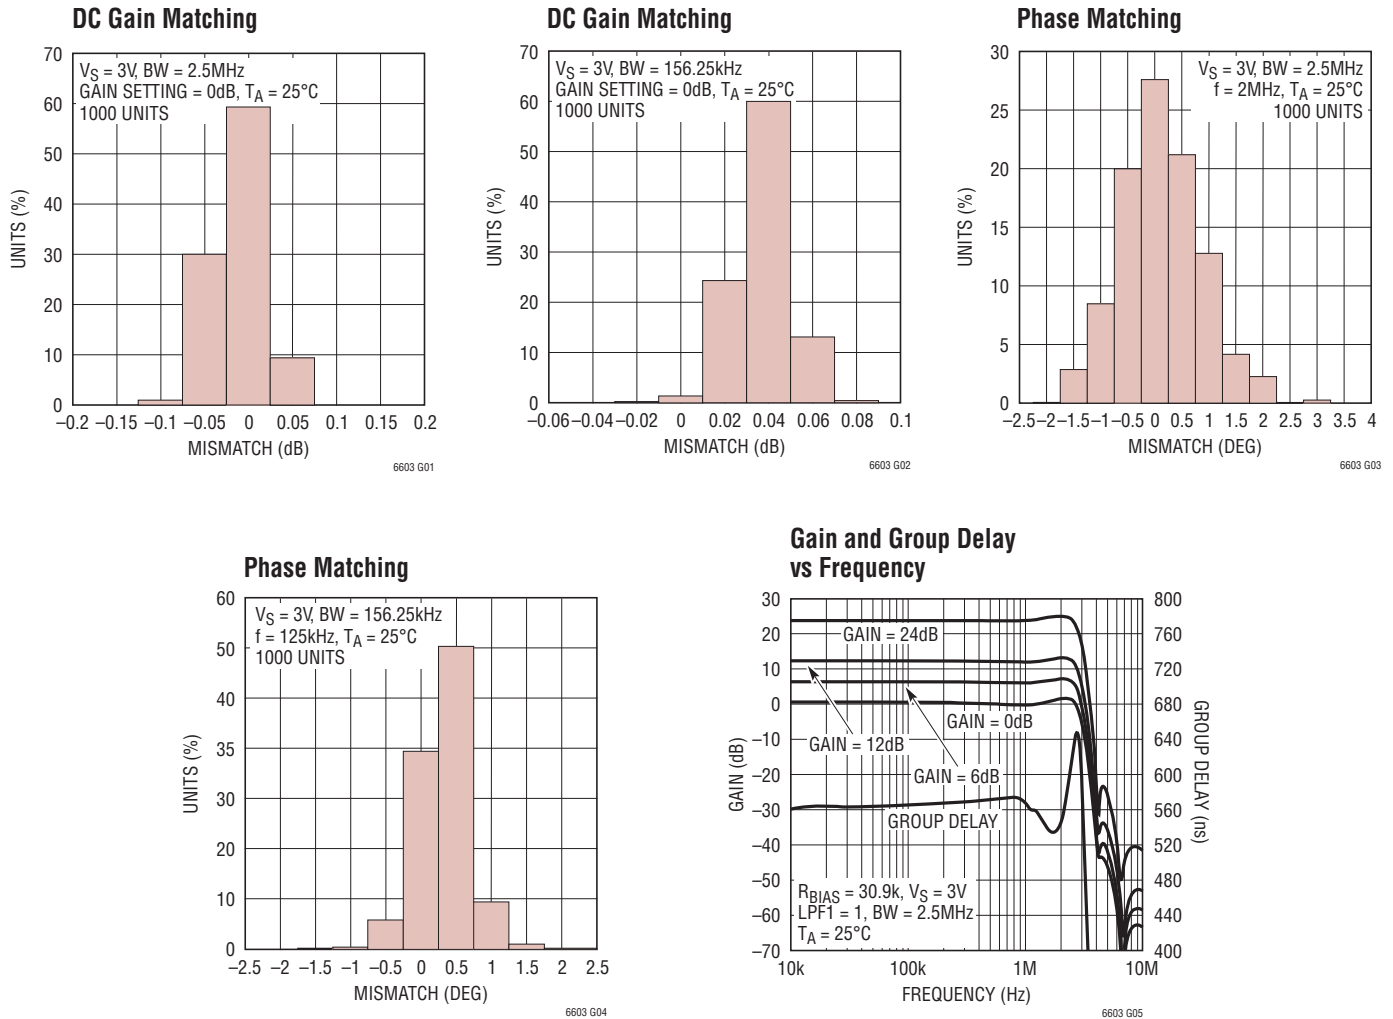 DC Gain Matching
70
60
50
40
30
20
10
0
UNITS (%)
VS = 3V, BW = 2.5MHz
GAIN SETTING = 0dB, TA = 25°C
1000 UNITS
–0.2 –0.15 –0.1 –0.05 0 0.05 0.1 0.15 0.2
MISMATCH (dB)
6603 G01
DC Gain Matching
70
60
50
40
30
20
10
0
UNITS (%)
VS = 3V, BW = 156.25kHz
GAIN SETTING = 0dB, TA = 25°C
1000 UNITS
–0.06 –0.04 –0.02 0 0.02 0.04 0.06 0.08 0.1
MISMATCH (dB)
6603 G02
Phase Matching
30
25
20
15
10
5
0
UNITS (%)
VS = 3V, BW = 2.5MHz
f = 2MHz, TA = 25°C
1000 UNITS
–2.5 –2 –1.5 –1 –0.5 0 0.5 1 1.5 2 2.5 3 3.5 4
MISMATCH (DEG)
6603 G03
Phase Matching
60
50
40
35
30
20
10
0
UNITS (%)
VS = 3V, BW = 156.25kHz
f = 125kHz, TA = 25°C
1000 UNITS
–2.5 –2 –1.5 –1 –0.5 0 0.5 1 1.5 2 2.5
MISMATCH (DEG)
6603 G04
Gain and Group Delay
vs Frequency
30
20
10
0
–10
–20
–30
–40
–50
–60
–70
GAIN (dB)
GAIN = 24dB
GAIN = 0dB
GAIN = 12dB
GAIN = 6dB
GROUP DELAY
RBIAS = 30.9k, VS = 3V
LPF1 = 1, BW = 2.5MHz
TA = 25°C
800
760
720
680
640
600
560
520
480
440
400
GROUP DELAY (ns)
10k 100k 1M 10M
FREQUENCY (Hz)
6603 G05